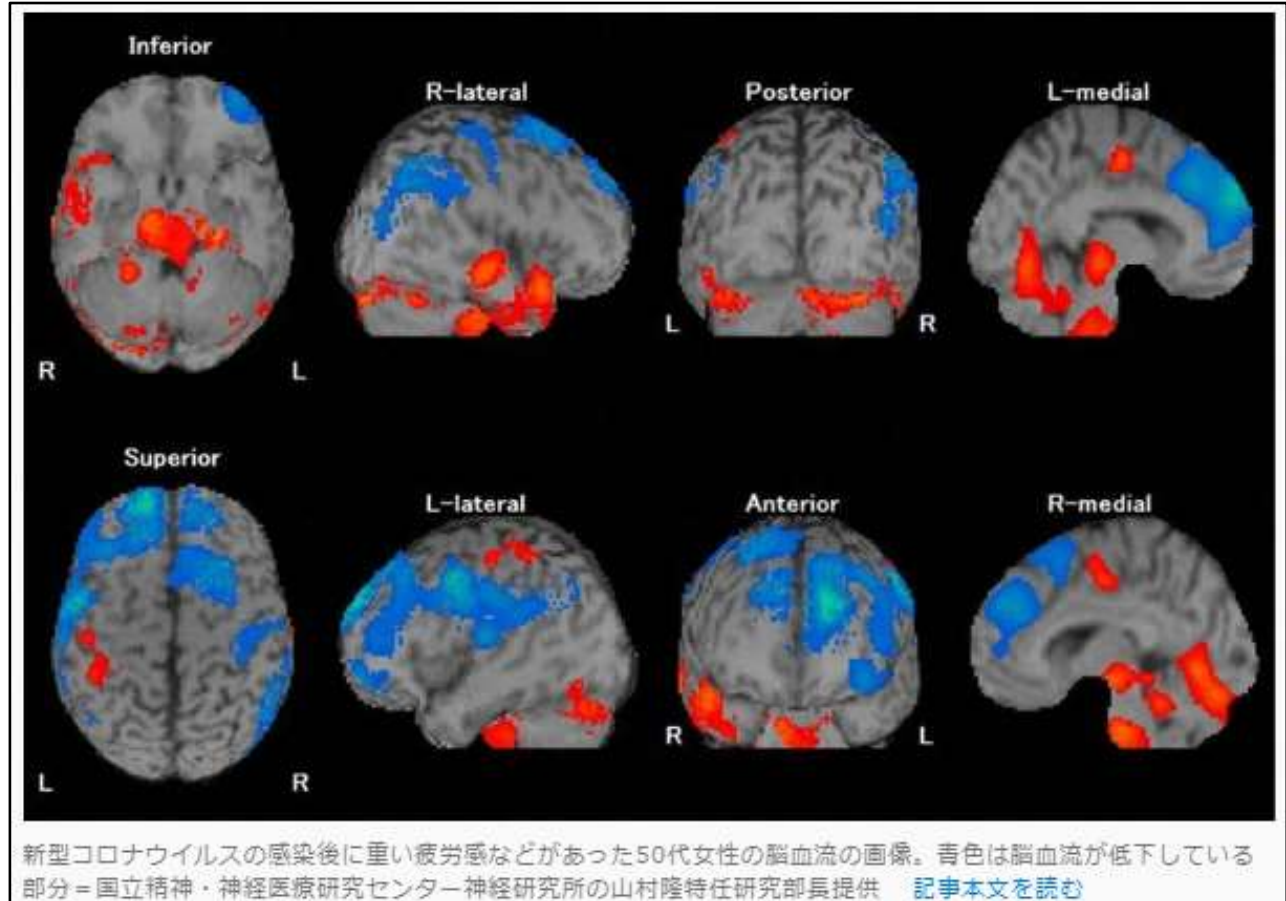 Inferior
R-lateral
Posterior
L-medial
L
R
R
L
Superior
L-lateral
Anterior
R-medial
R
L
L
R
新型コロナウイルスの感染後に重い疲労感などがあった50代女性の脳血流の画像。青色は脳血流が低下している
部分＝国立精神・神経医療研究センター神経研究所の山村隆特任研究部長提供 記事本文を読む